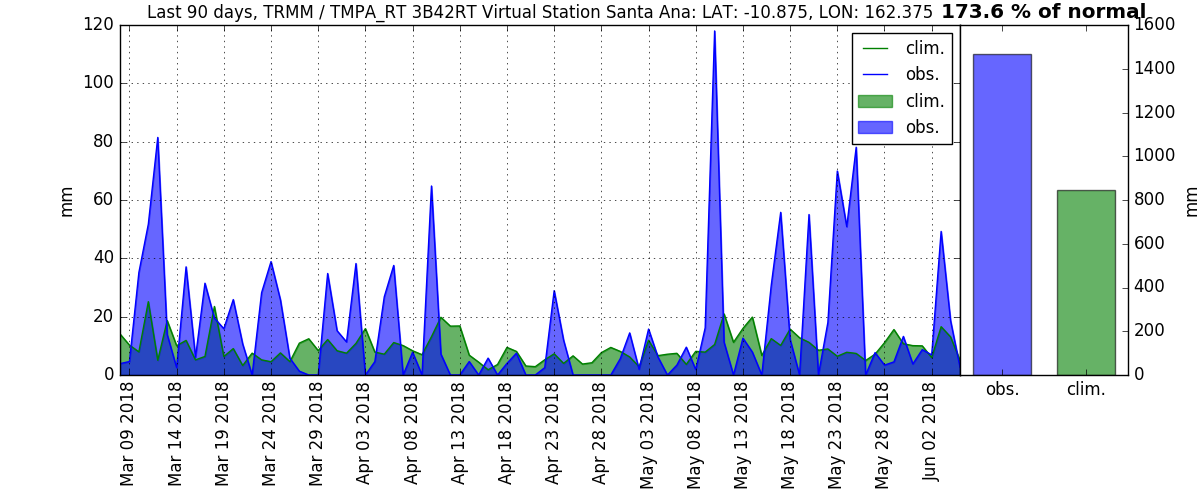 Last 90 days, TRMM / TMPA_RT 3B42RT Virtual Station Santa Ana: LAT: -10.875, LON: 162.375 173.6 % of normal
120
100
80
60
40
20
0
mm
clim.
obs.
clim.
obs.
1600
1400
1200
1000
800
600
400
200
0
mm
Mar 09 2018
Mar 14 2018
Mar 19 2018
Mar 24 2018
Mar 29 2018
Apr 03 2018
Apr 08 2018
Apr 13 2018
Apr 18 2018
Apr 23 2018
Apr 28 2018
May 03 2018
May 08 2018
May 13 2018
May 18 2018
May 23 2018
May 28 2018
Jun 02 2018
obs.
clim.